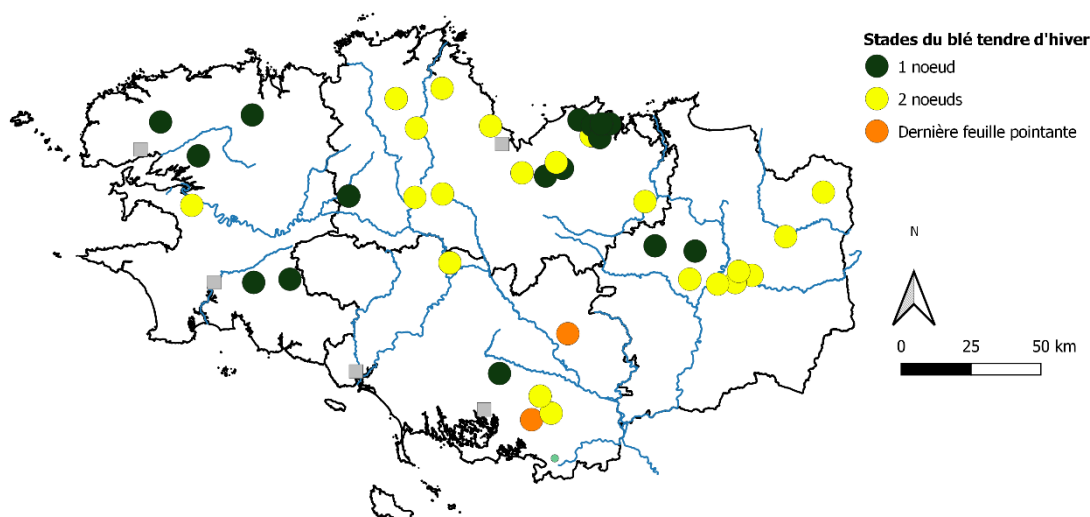 Stades du blé tendre d'hiver
1 noeud
2 noeuds
Dernière feuille pointante
N
0 25 50 km